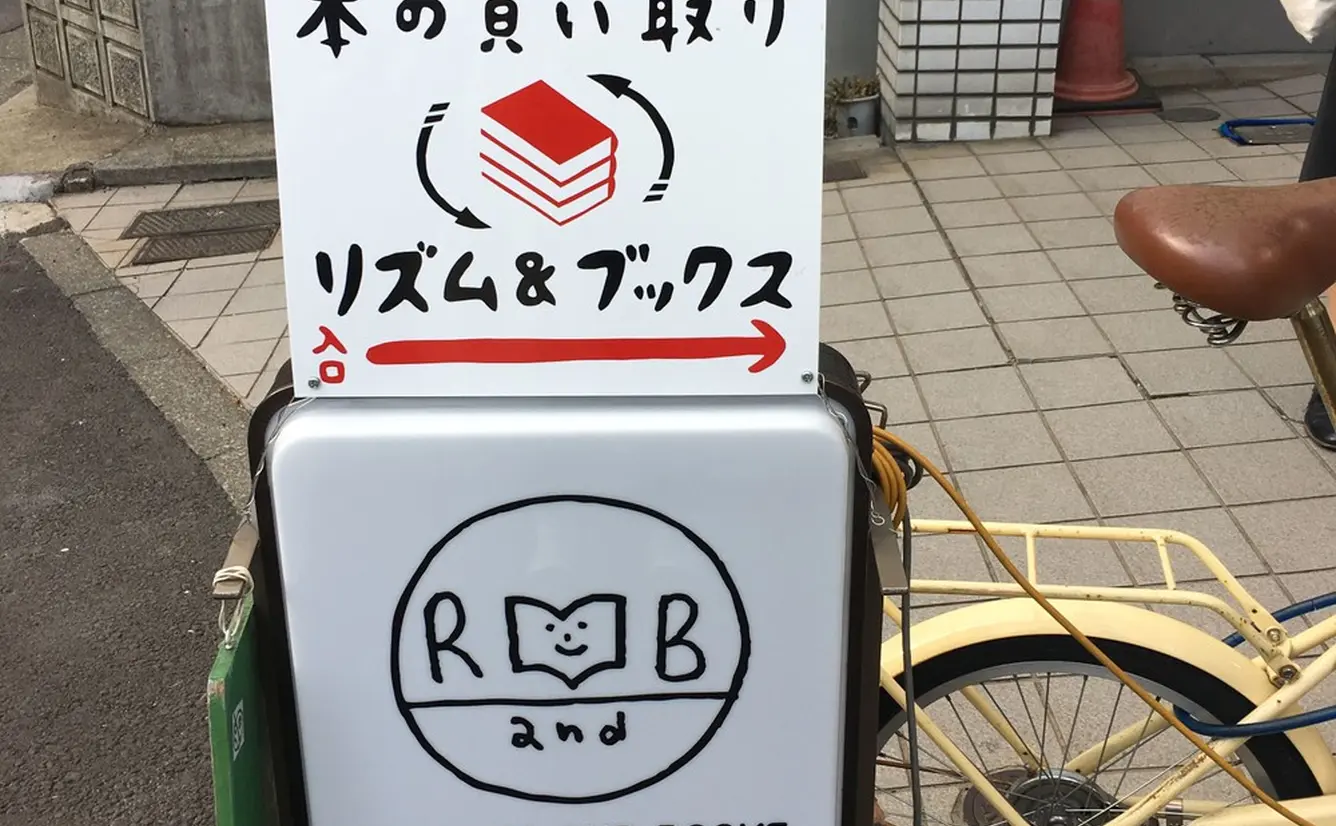 本の買い取り
リズム&ブックス
入口
R B
and